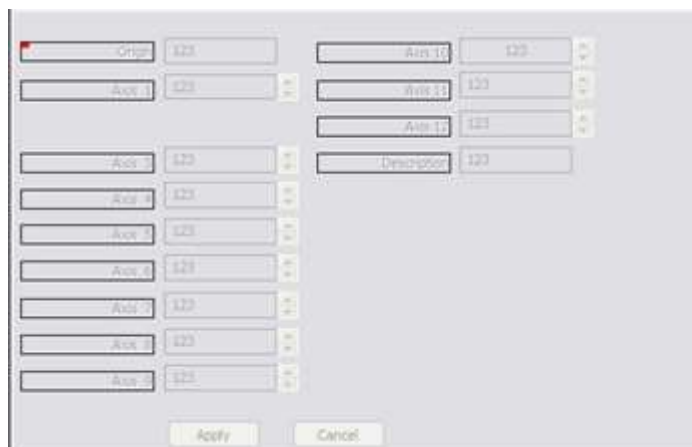 Origin 123
Axis 1 123
Axis 3 123
Axis 4 123
Axis 5 123
Axis 6 123
Axis 7 123
Axis 8 123
Axis 9 123
Axis 10 123
Axis 11 123
Axis 12 123
Description 123
Apply Cancel